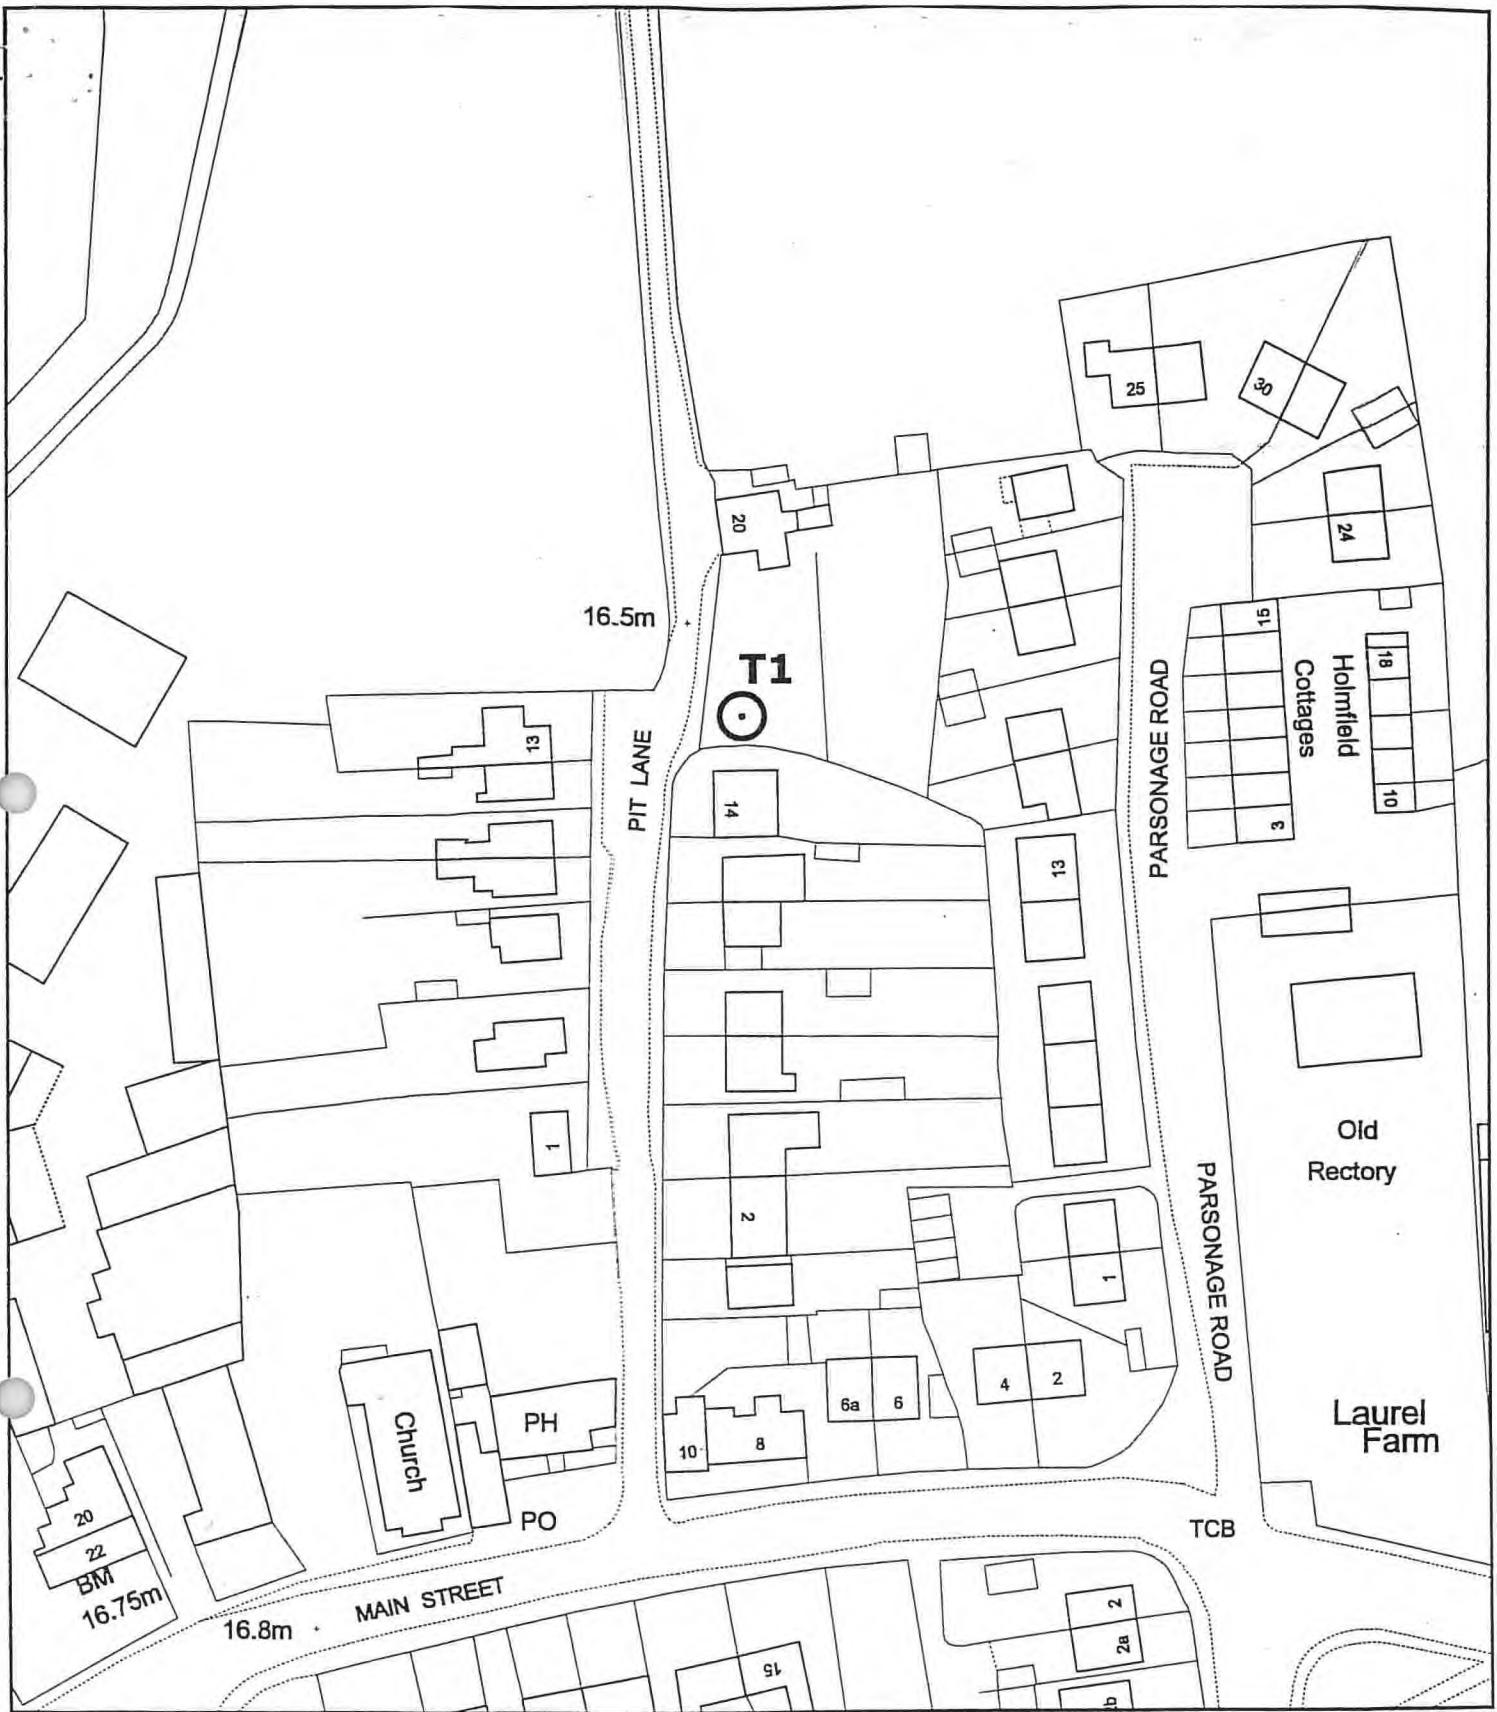 25
30
20
24
16.5m
15
T1
18
Holmfield
Cottages
PARSONAGE ROAD
13
PIT LANE
14
10
3
13
1
Old
Rectory
2
PARSONAGE ROAD
1
4
2
6a
6
Church
PH
10
8
Laurel
Farm
20
22
BM
16.75m
PO
TCB
MAIN STREET
16.8m
2
2a
15
2b